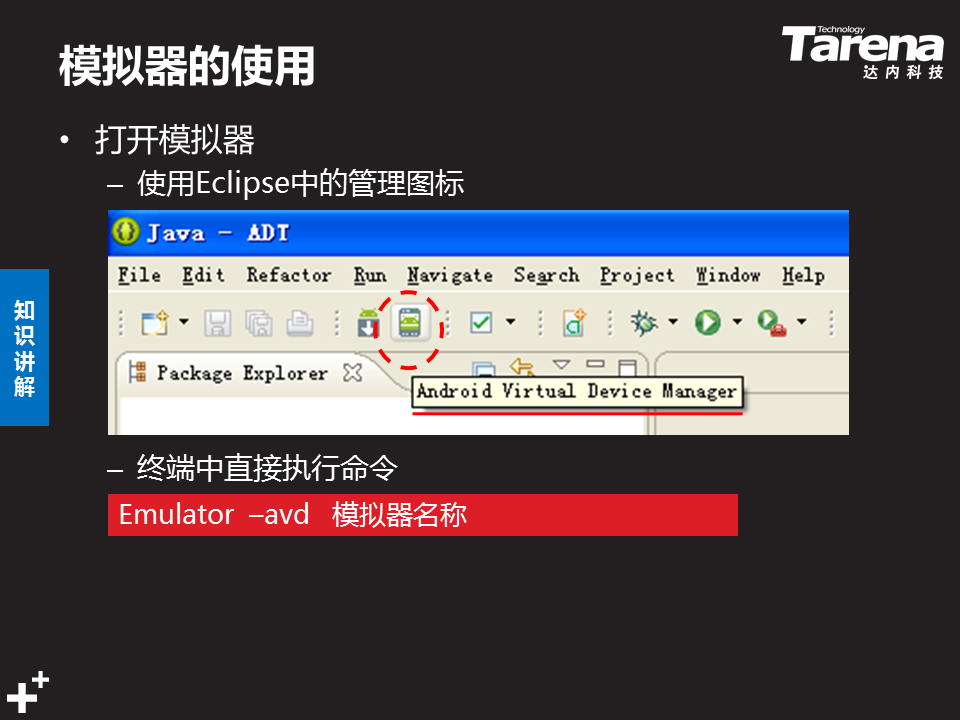 模拟器的使用
Technology
Tarena
达内科技
• 打开模拟器
– 使用Eclipse中的管理图标
Java - ADT
File Edit Refactor Run Navigate Search Project Window Help
Package Explorer
Android Virtual Device Manager
知识讲解
– 终端中直接执行命令
Emulator –avd 模拟器名称